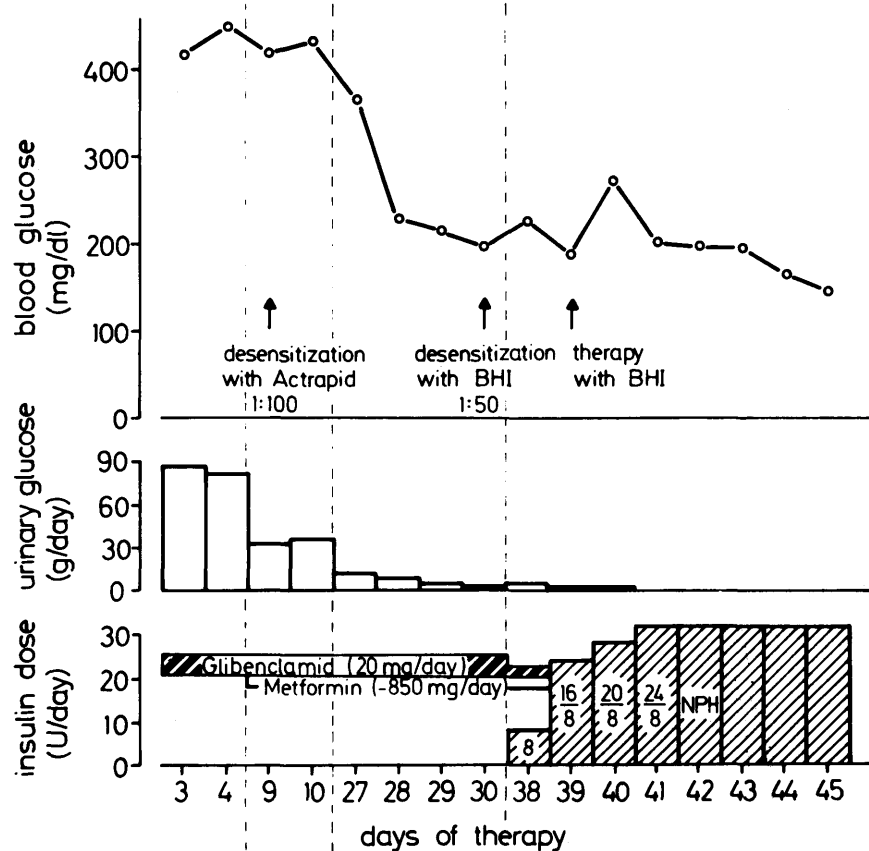 blood glucose
(mg/dl)
400
300
200
100
0
desensitization
with Actrapid
1:100
desensitization
with BHI
1:50
therapy
with BHI
urinary glucose
(g/day)
90
60
30
0
insulin dose
(U/day)
30
20
10
0
Glibenclamid (20 mg/day)
Metformin (-850 mg/day)
8
16
8
20
8
24
8
NPH
3 4 9 10 27 28 29 30 38 39 40 41 42 43 44 45
days of therapy